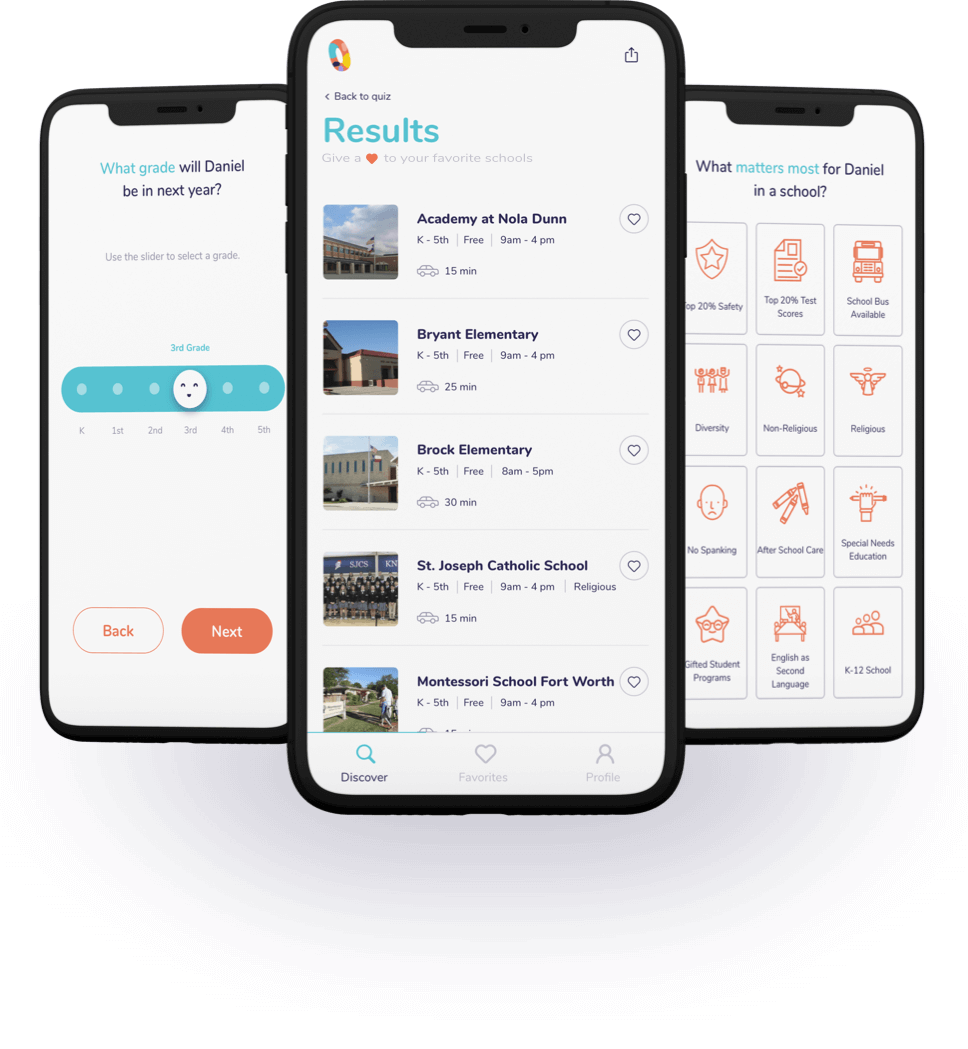 What grade will Daniel
be in next year?
Use the slider to select a grade.
3rd Grade
K 1st 2nd 3rd 4th 5th
Back Next
Back to quiz
Results
Give a to your favorite schools
Academy at Nola Dunn
K - 5th Free 9am - 4 pm
15 min
Bryant Elementary
K - 5th Free 9am - 4 pm
25 min
Brock Elementary
K - 5th Free 8am - 5pm
30 min
SJCS KN
St. Joseph Catholic School
K - 5th Free 9am - 4 pm Religious
15 min
Montessori School Fort Worth
K - 5th Free 9am - 4 pm
Discover Favorites Profile
What matters most for Daniel
in a school?
op 20% Safety
Top 20% Test
Scores
School Bus
Available
Diversity
Non-Religious
Religious
No Spanking
After School Care
Special Needs
Education
Gifted Student
Programs
English as
Second
Language
K-12 School